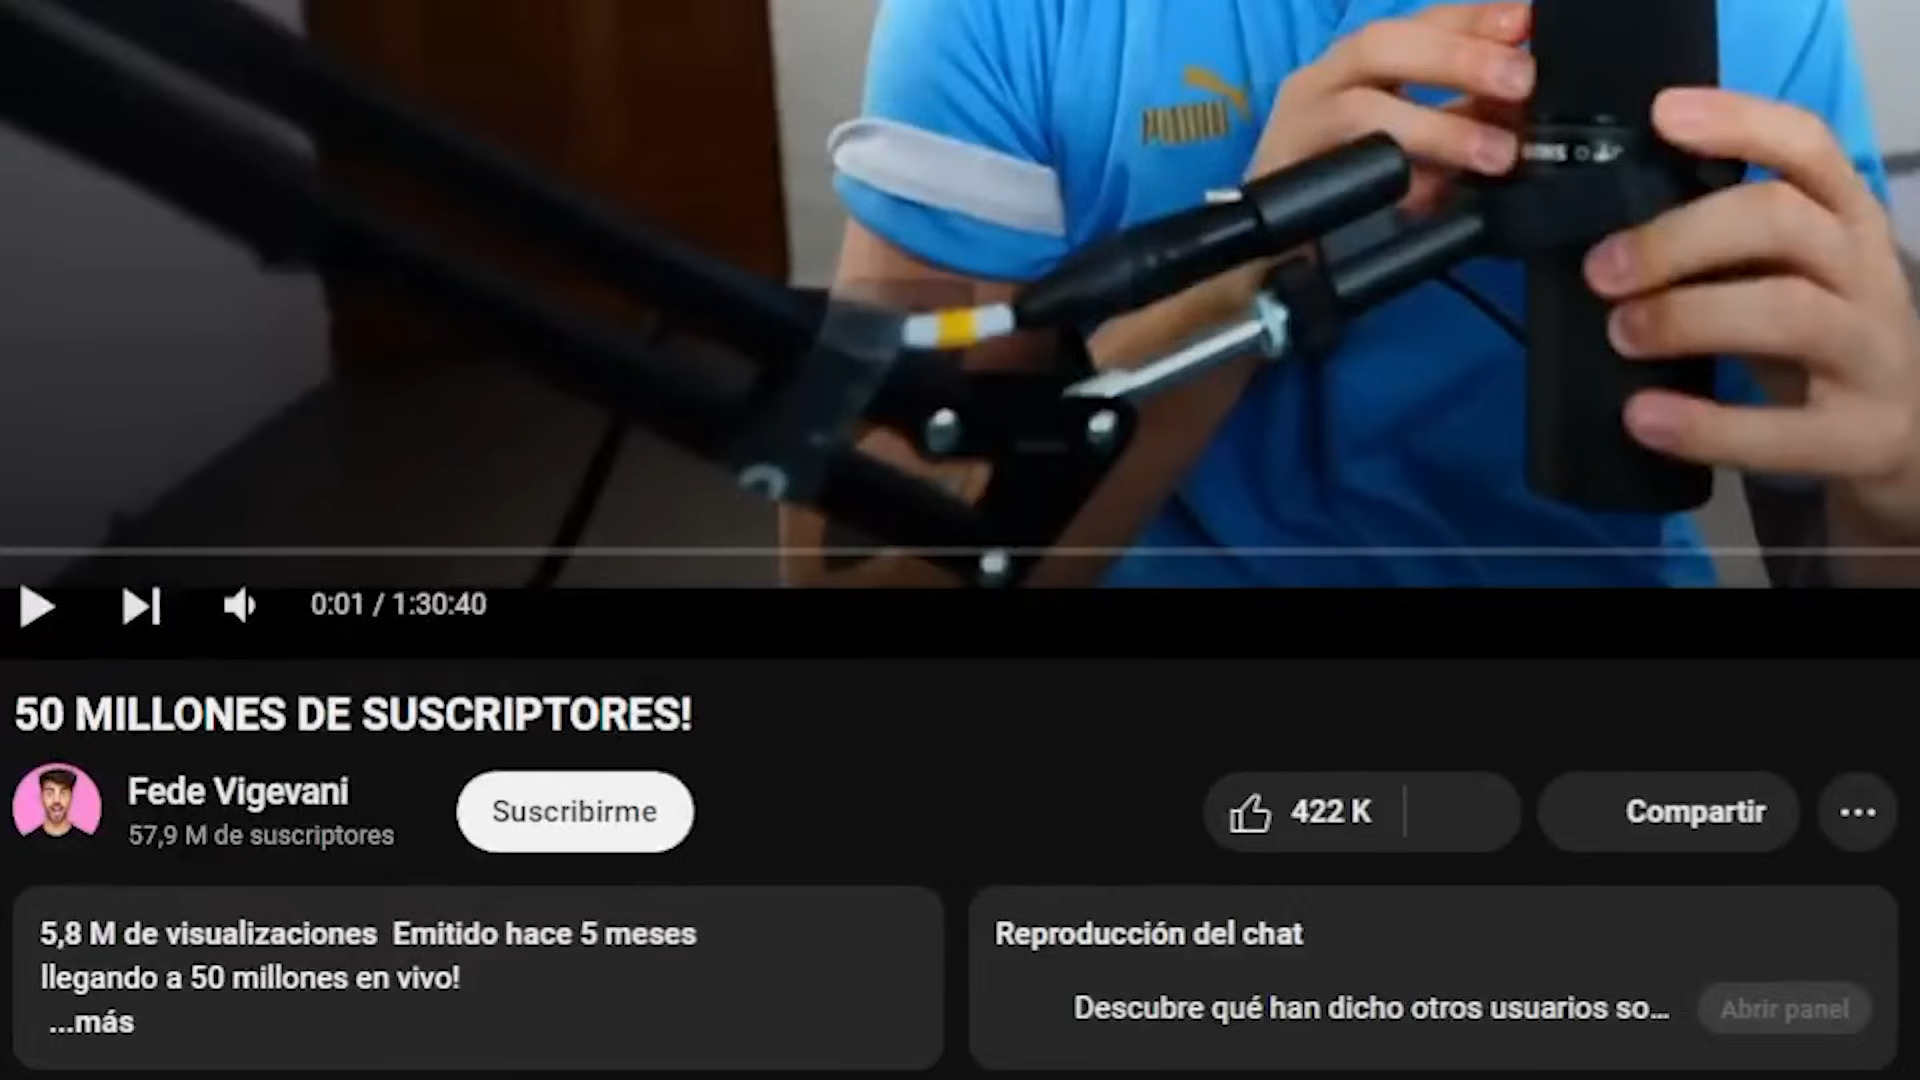 PUMA
0:01 / 1:30:40
50 MILLONES DE SUSCRIPTORES!
Fede Vigevani
57,9 M de suscriptores
Suscribirme
422 K
Compartir
5,8 M de visualizaciones Emitido hace 5 meses
llegando a 50 millones en vivo!
...más
Reproducción del chat
Descubre qué han dicho otros usuarios so...
Abrir panel